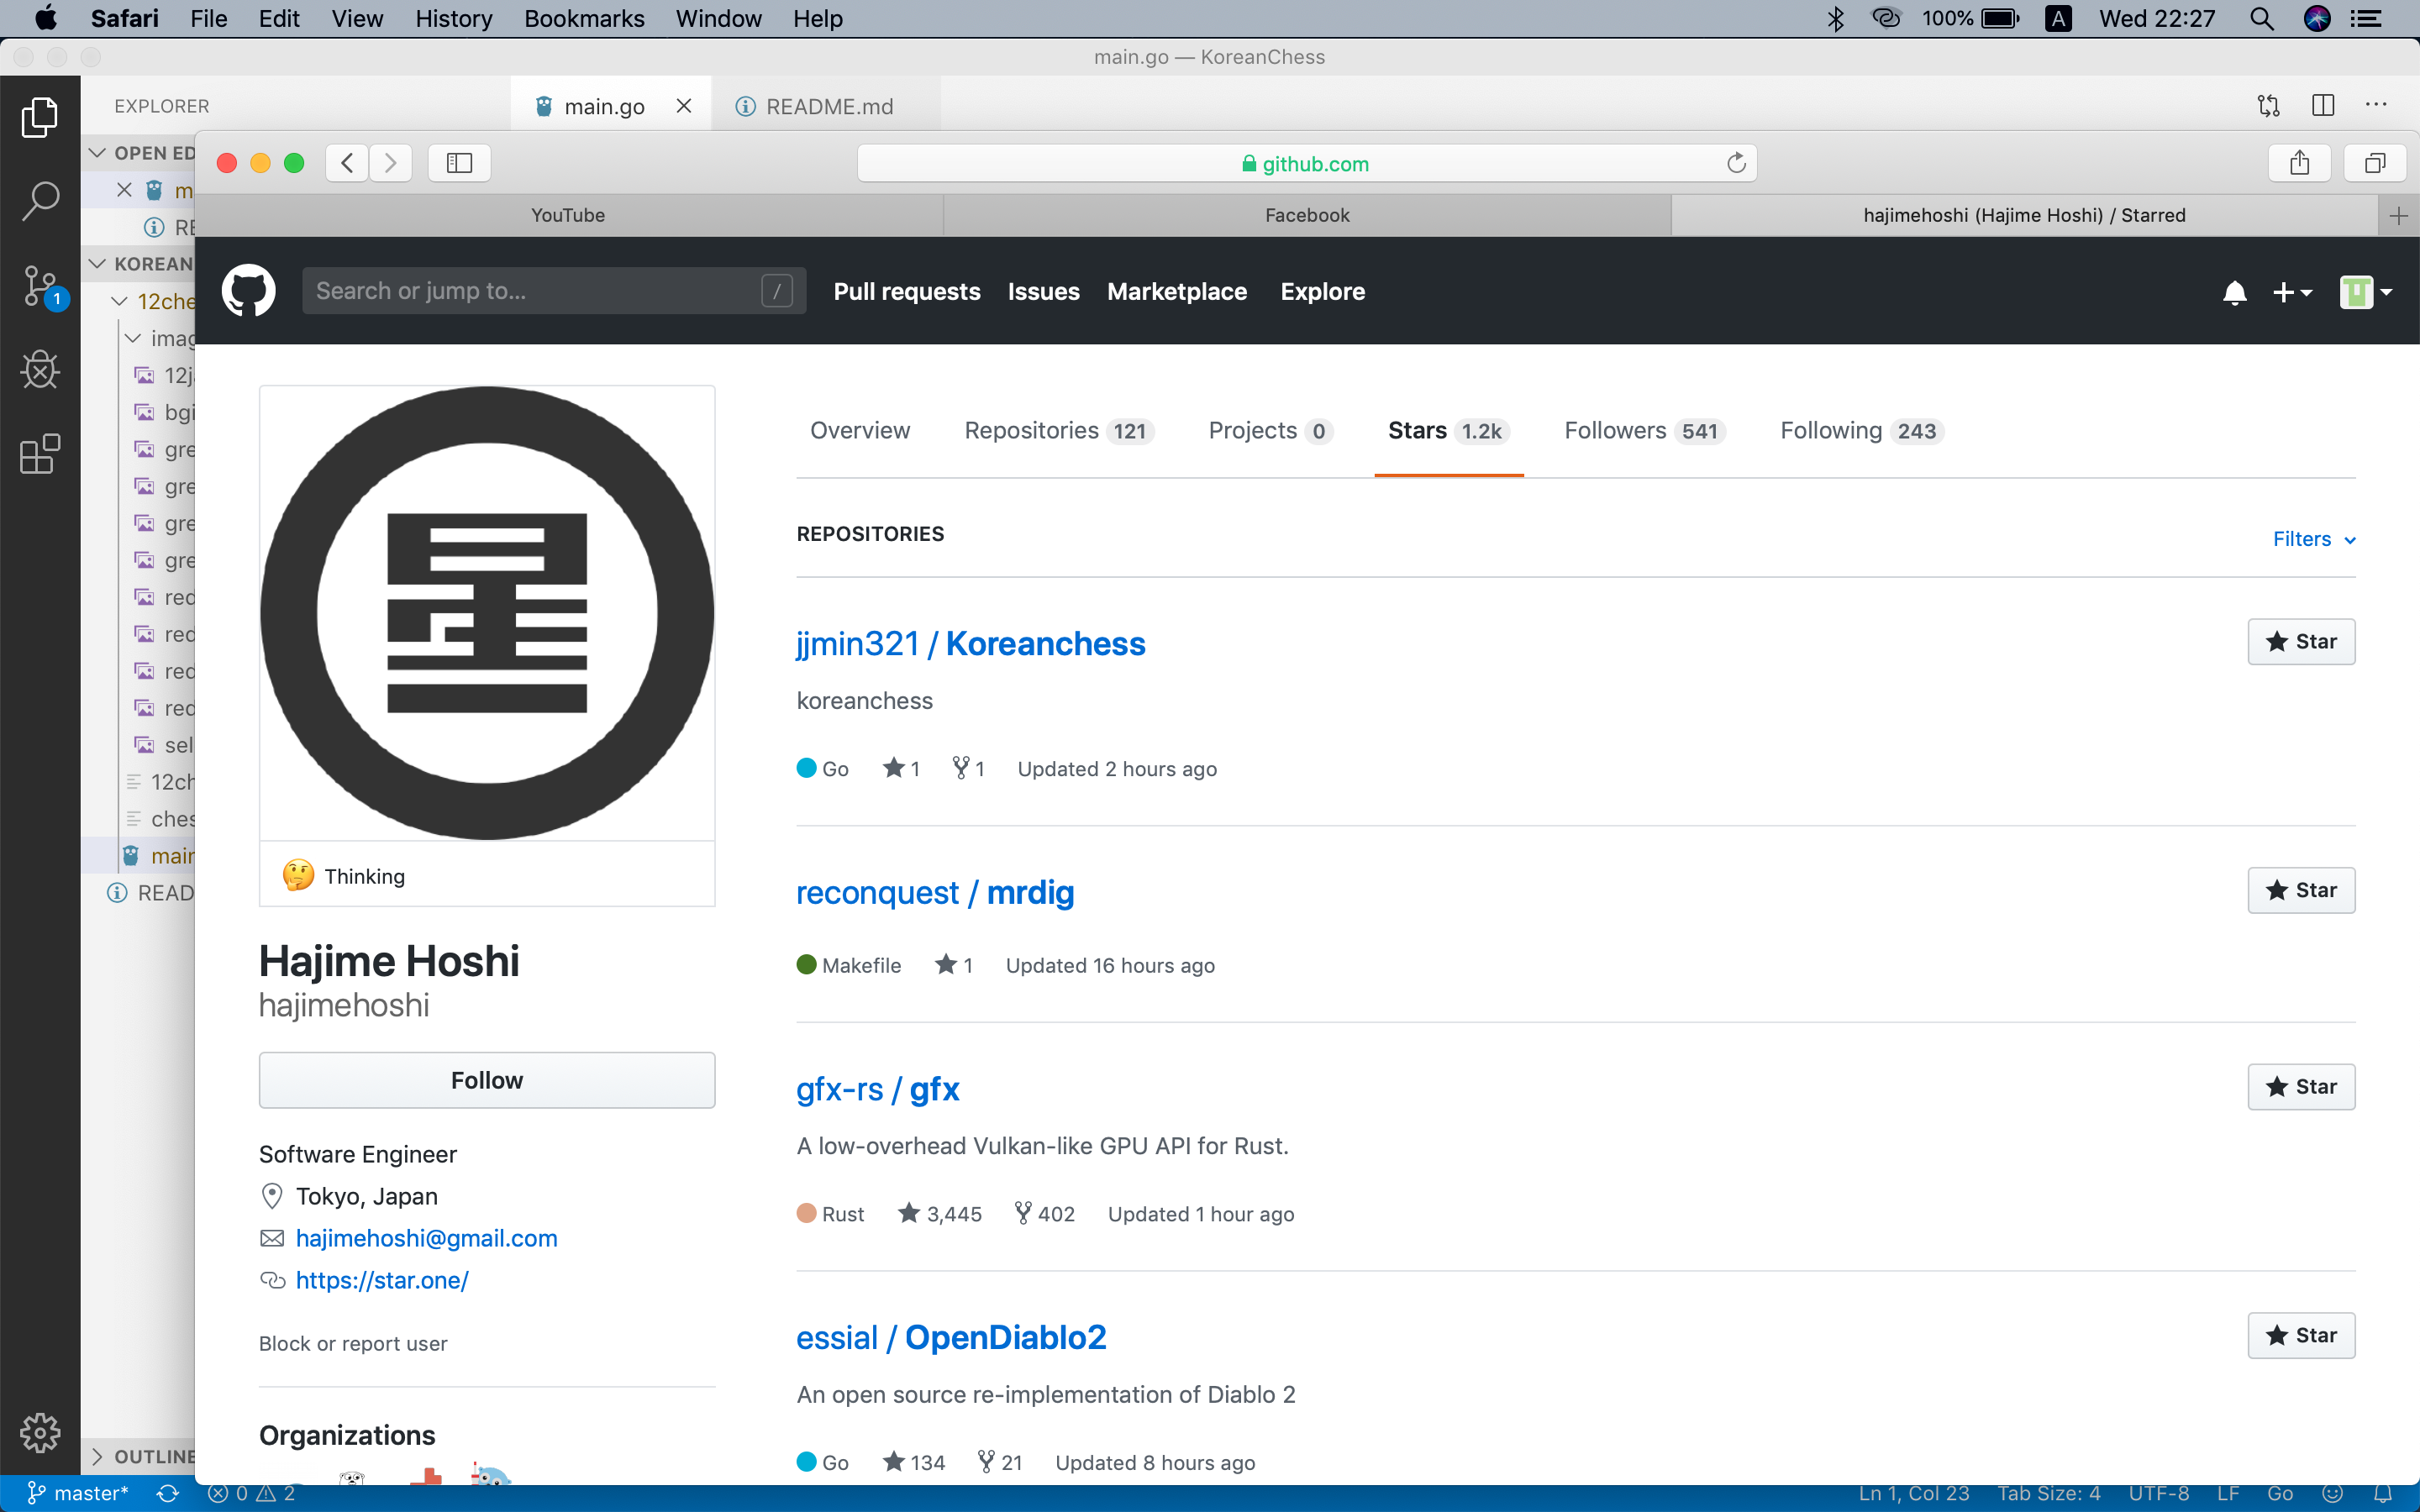 Safari File Edit View History Bookmarks Window Help 100% A Wed 22:27
main.go — KoreanChess
EXPLORER
main.go
README.md
OPEN ED
m
RE
KOREAN
12che
imag
12ja
bgi
gre
gre
gre
gre
red
red
red
red
sel
12ch
ches
main
READ
OUTLINE
1
github.com
YouTube
Facebook
hajimehoshi (Hajime Hoshi) / Starred
Search or jump to...
/
Pull requests Issues Marketplace Explore
星
Thinking
Hajime Hoshi
hajimehoshi
Follow
Software Engineer
Tokyo, Japan
hajimehoshi@gmail.com
https://star.one/
Block or report user
Organizations
Overview Repositories 121 Projects 0 Stars 1.2k Followers 541 Following 243
REPOSITORIES
Filters
jjmin321 / Koreanchess
Star
koreanchess
Go 1 1 Updated 2 hours ago
reconquest / mrdig
Star
Makefile 1 Updated 16 hours ago
gfx-rs / gfx
Star
A low-overhead Vulkan-like GPU API for Rust.
Rust 3,445 402 Updated 1 hour ago
essial / OpenDiablo2
Star
An open source re-implementation of Diablo 2
Go 134 21 Updated 8 hours ago
master* 0 2 Ln 1, Col 23 Tab Size: 4 UTF-8 LF Go